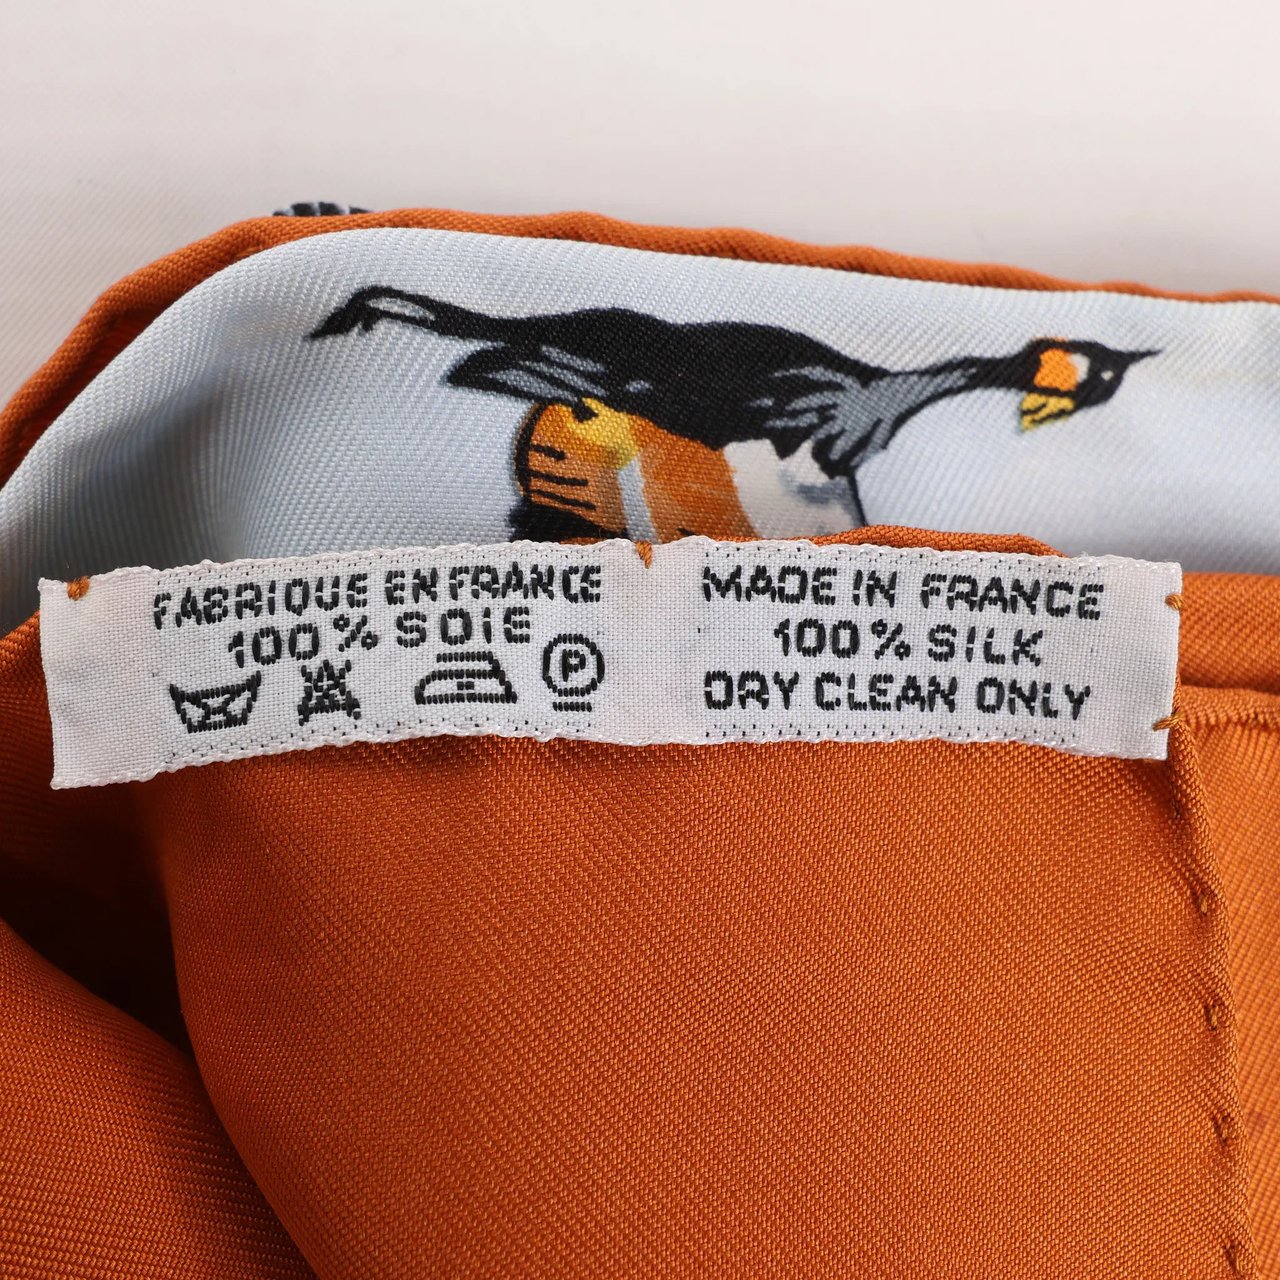 FABRIQUE EN FRANCE
100% SOIE
P
MADE IN FRANCE
100% SILK
DRY CLEAN ONLY